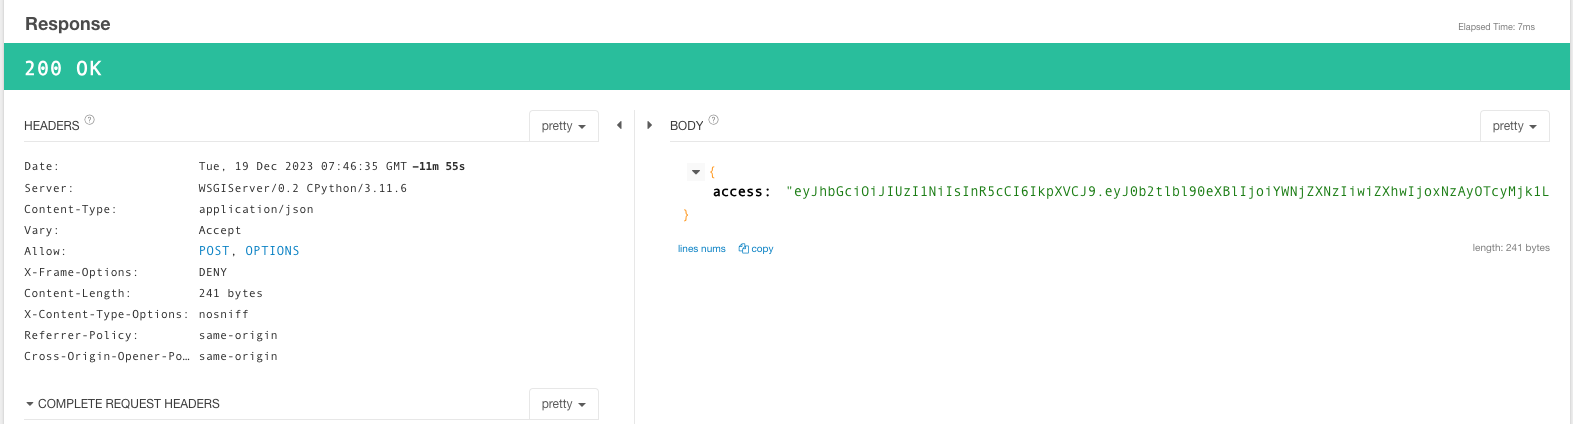 Response
Elapsed Time: 7ms
200 OK
HEADERS ?
pretty
Date: Tue, 19 Dec 2023 07:46:35 GMT -11m 55s
Server: WSGIServer/0.2 CPython/3.11.6
Content-Type: application/json
Vary: Accept
Allow: POST, OPTIONS
X-Frame-Options: DENY
Content-Length: 241 bytes
X-Content-Type-Options: nosniff
Referrer-Policy: same-origin
Cross-Origin-Opener-Po… same-origin
COMPLETE REQUEST HEADERS
pretty
BODY ?
pretty
{
access: "eyJhbGciOiJIUzI1NiIsInR5cCI6IkpXVCJ9.eyJ0b2tlbl90eXBlIjoiYWNjZXNzIiwiZXhwIjoxNzAyOTcyMjk1L
}
lines nums copy
length: 241 bytes